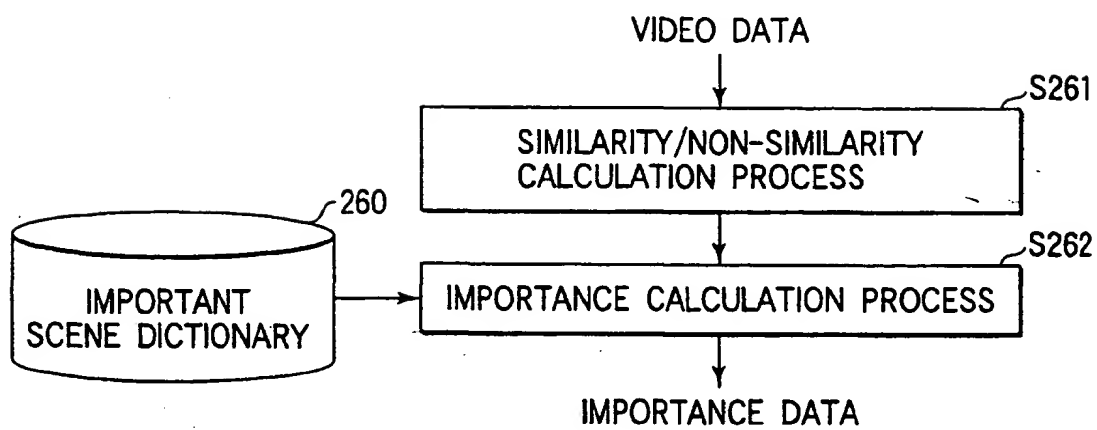 VIDEO DATA
S261
SIMILARITY/NON-SIMILARITY
CALCULATION PROCESS
260
S262
IMPORTANT
SCENE DICTIONARY
IMPORTANCE CALCULATION PROCESS
IMPORTANCE DATA